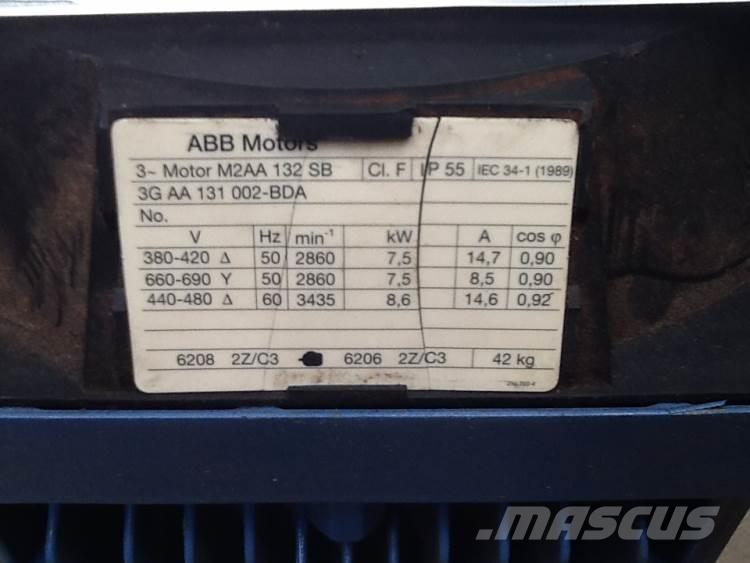 ABB Motors
3~ Motor M2AA 132 SB Cl. F IP 55 IEC 34-1 (1989)
3G AA 131 002-BDA
No.
V Hz min⁻¹ kW A cos φ
380-420 Δ 50 2860 7,5 14,7 0,90
660-690 Y 50 2860 7,5 8,5 0,90
440-480 Δ 60 3435 8,6 14,6 0,92
6208 2Z/C3 6206 2Z/C3 42 kg
MASCUS